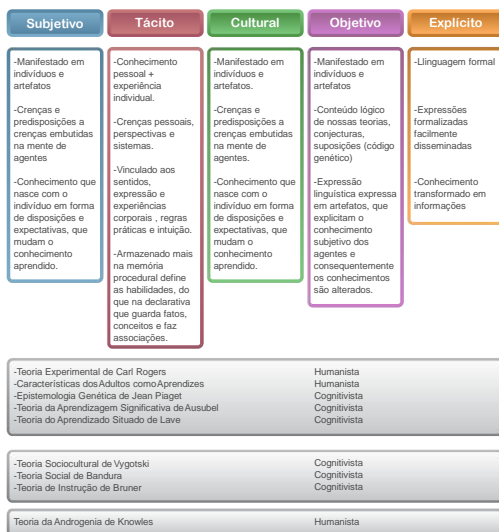 Subjetivo
-Manifestado em
indivíduos e
artefatos
-Crenças e
predisposições a
crenças embutidas
na mente de
agentes
-Conhecimento que
nasce com o
indivíduo em forma
de disposições e
expectativas, que
mudam o
conhecimento
aprendido.
Tácito
-Conhecimento
pessoal +
experiência
individual.
-Crenças pessoais,
perspectivas e
sistemas.
-Vinculado aos
sentidos,
expressão e
experiências
corporais , regras
práticas e intuição.
-Armazenado mais
na memória
procedural define
as habilidades, do
que na declarativa
que guarda fatos,
conceitos e faz
associações.
Cultural
-Manifestado em
indivíduos e
artefatos.
-Crenças e
predisposições a
crenças embutidas
na mente de
agentes.
-Conhecimento que
nasce com o
indivíduo em forma
de disposições e
expectativas, que
mudam o
conhecimento
aprendido.
Objetivo
-Manifestado em
indivíduos e
artefatos
-Conteúdo lógico
de nossas teorias,
conjecturas,
suposições (código
genético)
-Expressão
linguística expressa
em artefatos, que
explicitam o
conhecimento
subjetivo dos
agentes e
consequentemente
os conhecimentos
são alterados.
Explícito
-Llinguagem formal
-Expressões
formalizadas
facilmente
disseminadas
-Conhecimento
transformado em
informações
-Teoria Experimental de Carl Rogers Humanista
-Características dos Adultos como Aprendizes Humanista
-Epistemologia Genética de Jean Piaget Cognitivista
-Teoria da Aprendizagem Significativa de Ausubel Cognitivista
-Teoria do Aprendizado Situado de Lave Cognitivista
-Teoria Sociocultural de Vygotski Cognitivista
-Teoria Social de Bandura Cognitivista
-Teoria de Instrução de Bruner Cognitivista
Teoria da Androgenia de Knowles Humanista